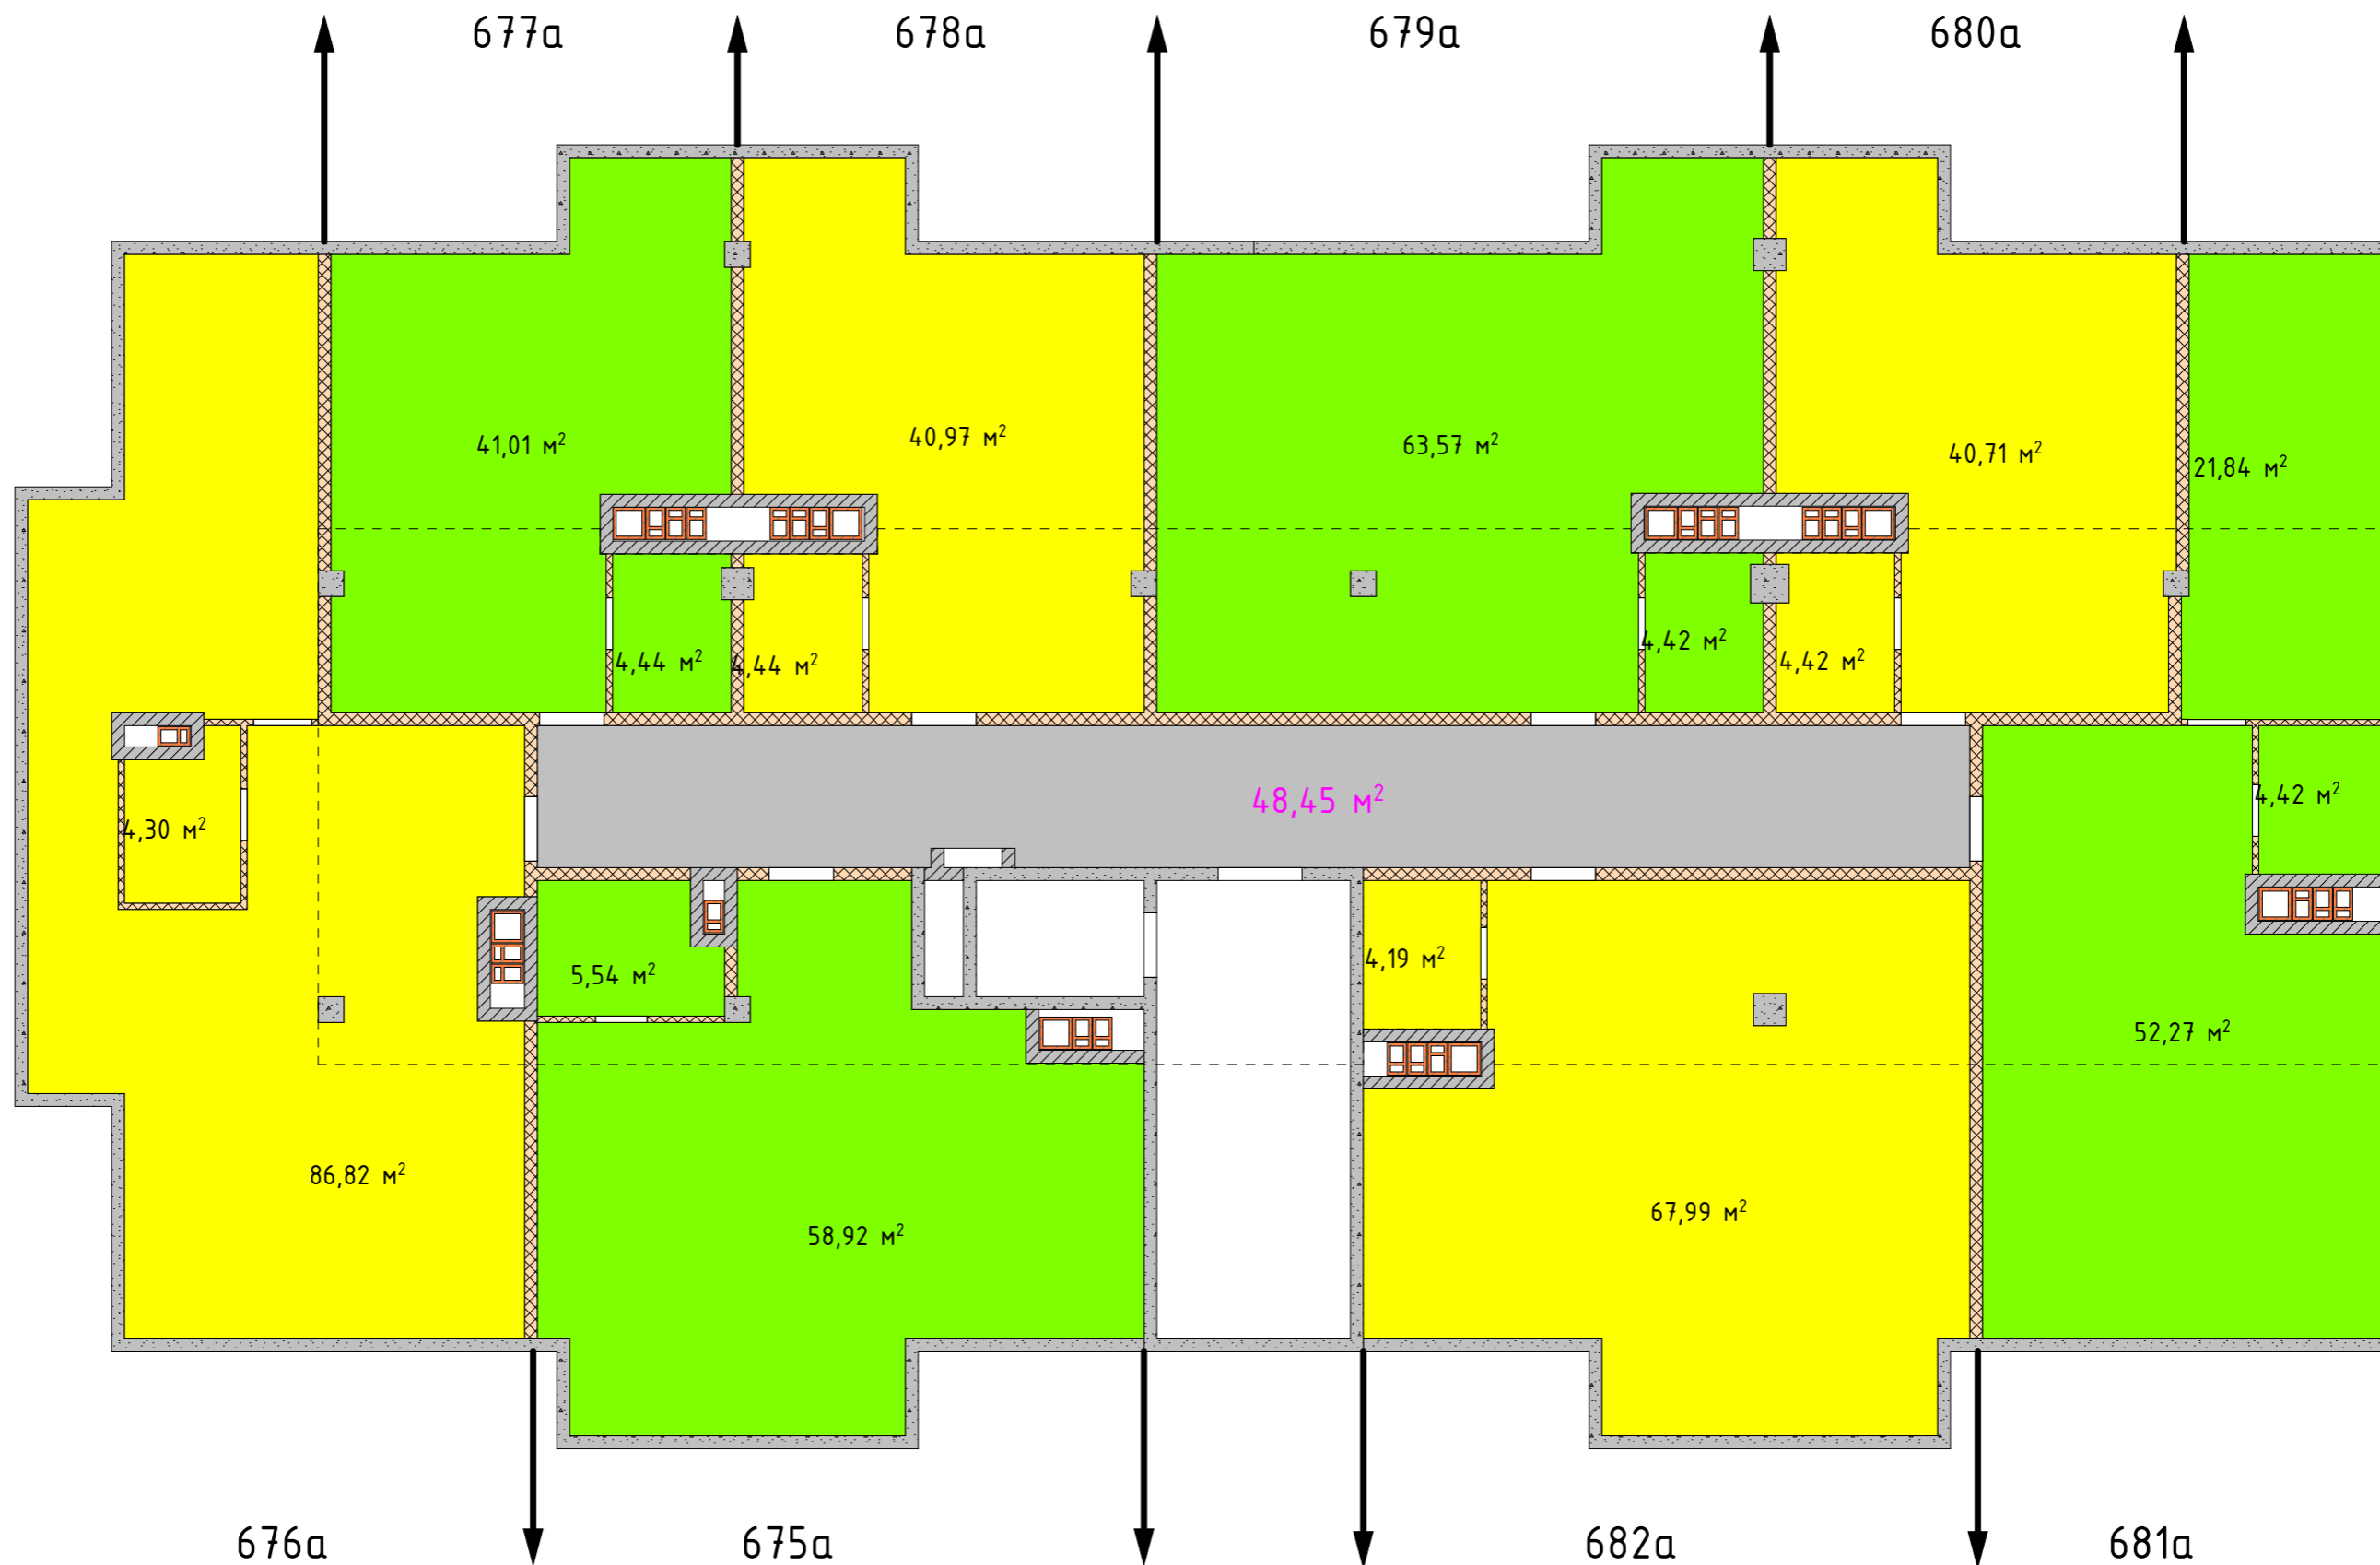 677а 678а 679а 680а
41,01 м²
40,97 м²
63,57 м²
40,71 м²
21,84 м²
4,44 м²
4,44 м²
4,42 м²
4,42 м²
48,45 м²
4,30 м²
4,42 м²
5,54 м²
4,19 м²
52,27 м²
86,82 м²
58,92 м²
67,99 м²
676а 675а 682а 681а